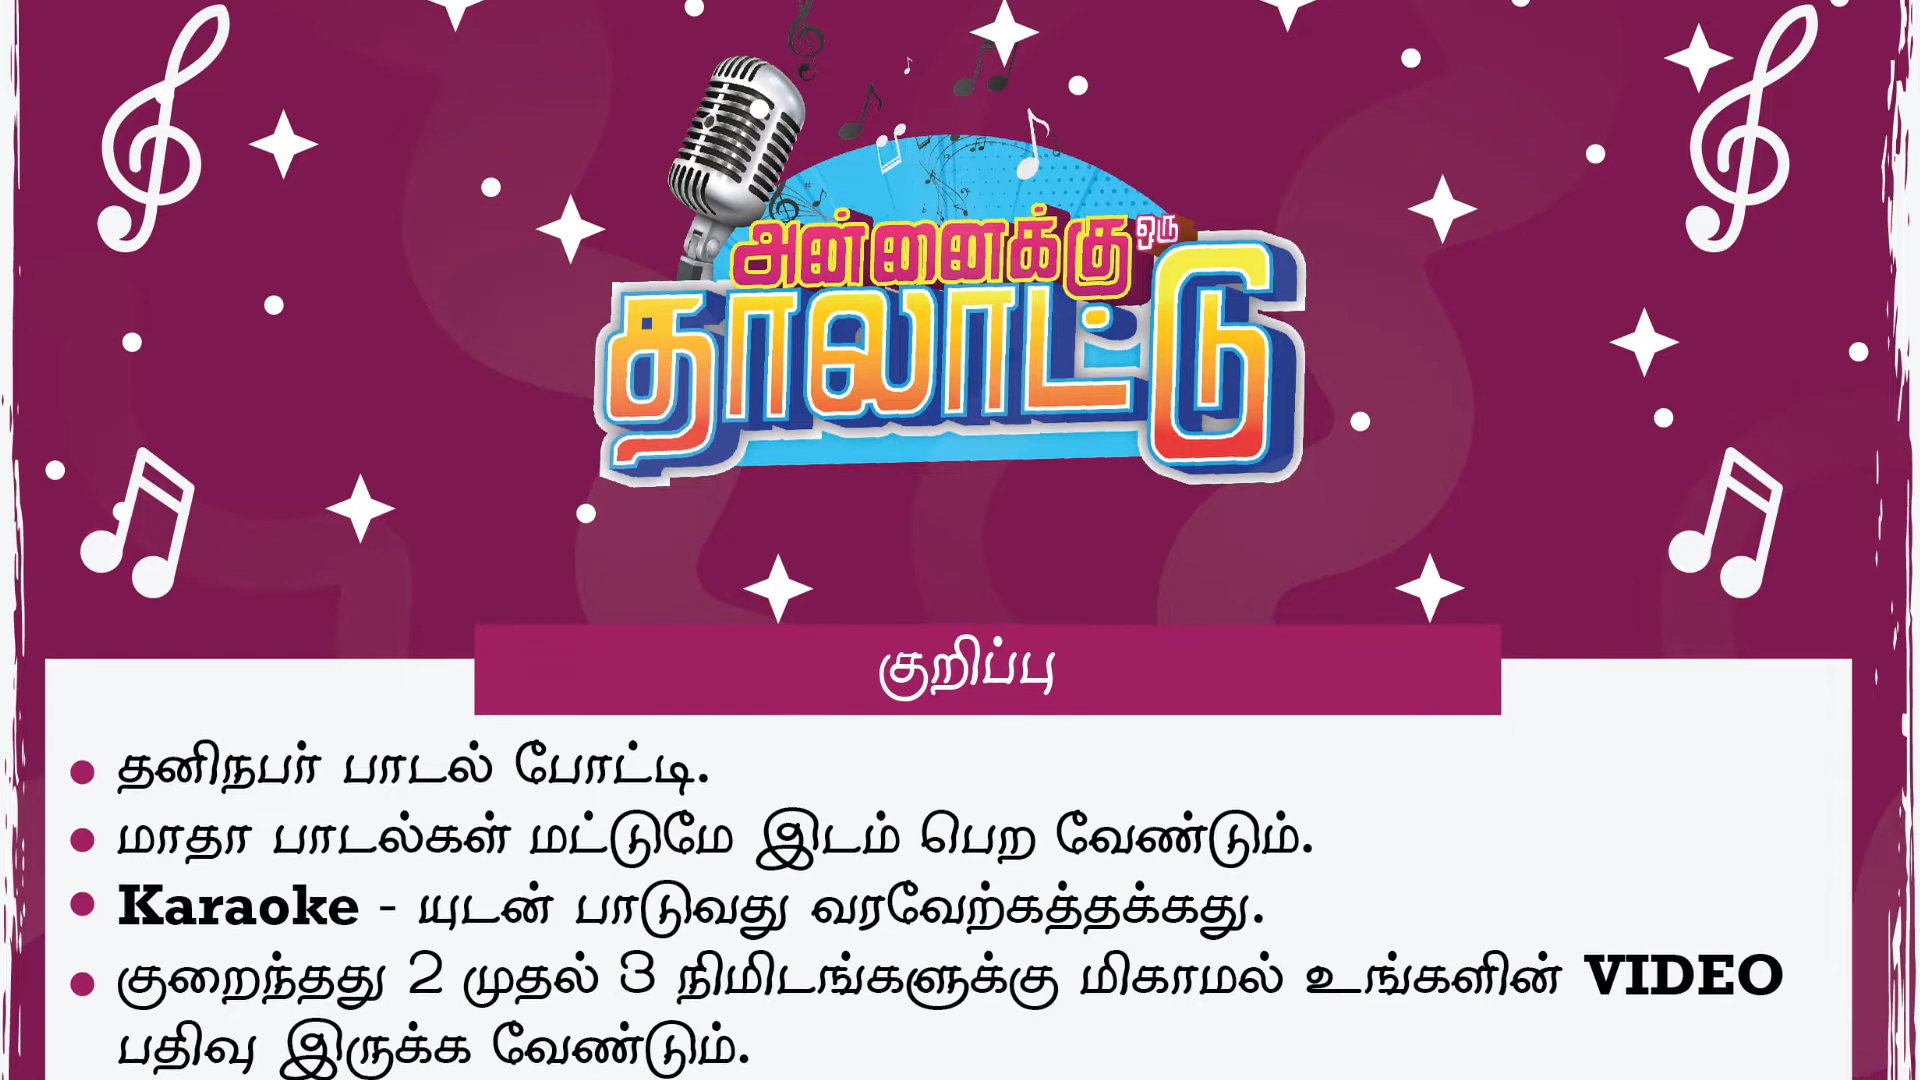 அன்னைக்கு ஒரு
தாலாட்டு
குறிப்பு
• தனிநபர் பாடல் போட்டி.
• மாதா பாடல்கள் மட்டுமே இடம் பெற வேண்டும்.
• Karaoke - யுடன் பாடுவது வரவேற்கத்தக்கது.
• குறைந்தது 2 முதல் 3 நிமிடங்களுக்கு மிகாமல் உங்களின் VIDEO
பதிவு இருக்க வேண்டும்.